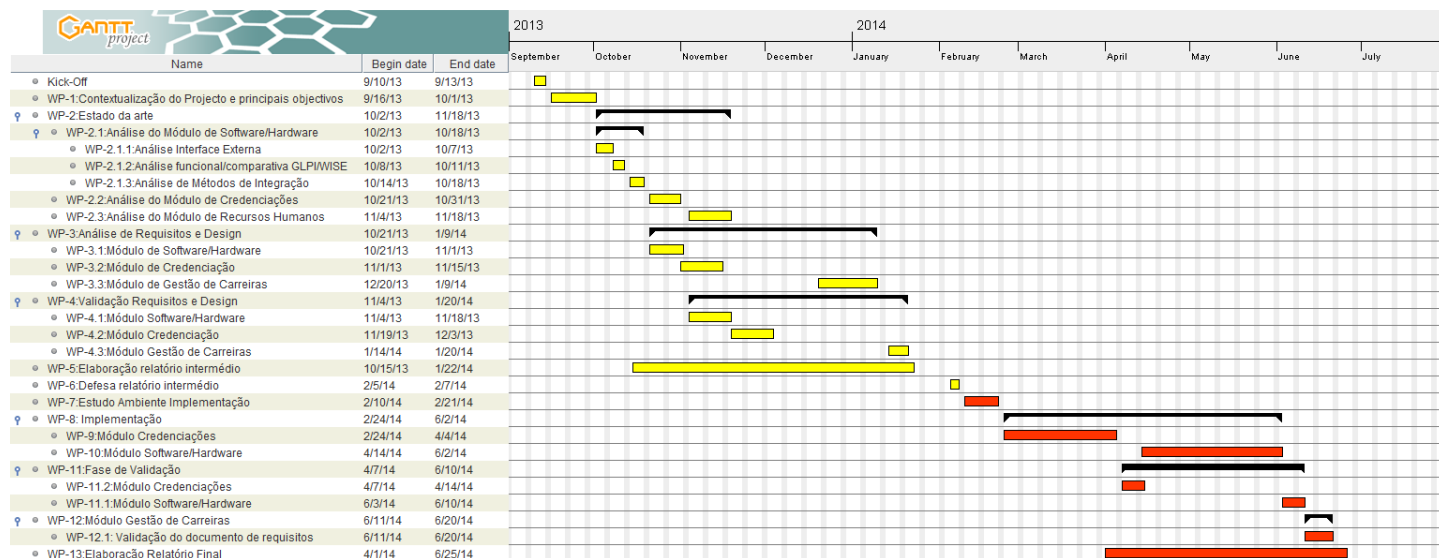 GANTT
project
2013 2014
September October November December January February March April May June July
Name Begin date End date
Kick-Off 9/10/13 9/13/13
WP-1:Contextualização do Projecto e principais objectivos 9/16/13 10/1/13
WP-2:Estado da arte 10/2/13 11/18/13
WP-2.1:Análise do Módulo de Software/Hardware 10/2/13 10/18/13
WP-2.1.1:Análise Interface Externa 10/2/13 10/7/13
WP-2.1.2:Análise funcional/comparativa GLPI/WISE 10/8/13 10/11/13
WP-2.1.3:Análise de Métodos de Integração 10/14/13 10/18/13
WP-2.2:Análise do Módulo de Credenciações 10/21/13 10/31/13
WP-2.3:Análise do Módulo de Recursos Humanos 11/4/13 11/18/13
WP-3:Análise de Requisitos e Design 10/21/13 1/9/14
WP-3.1:Módulo de Software/Hardware 10/21/13 11/1/13
WP-3.2:Módulo de Credenciação 11/1/13 11/15/13
WP-3.3:Módulo de Gestão de Carreiras 12/20/13 1/9/14
WP-4:Validação Requisitos e Design 11/4/13 1/20/14
WP-4.1:Módulo Software/Hardware 11/4/13 11/18/13
WP-4.2:Módulo Credenciação 11/19/13 12/3/13
WP-4.3:Módulo Gestão de Carreiras 1/14/14 1/20/14
WP-5:Elaboração relatório intermédio 10/15/13 1/22/14
WP-6:Defesa relatório intermédio 2/5/14 2/7/14
WP-7:Estudo Ambiente Implementação 2/10/14 2/21/14
WP-8: Implementação 2/24/14 6/2/14
WP-9:Módulo Credenciações 2/24/14 4/4/14
WP-10:Módulo Software/Hardware 4/14/14 6/2/14
WP-11:Fase de Validação 4/7/14 6/10/14
WP-11.2:Módulo Credenciações 4/7/14 4/14/14
WP-11.1:Módulo Software/Hardware 6/3/14 6/10/14
WP-12:Módulo Gestão de Carreiras 6/11/14 6/20/14
WP-12.1: Validação do documento de requisitos 6/11/14 6/20/14
WP-13:Elaboração Relatório Final 4/1/14 6/25/14